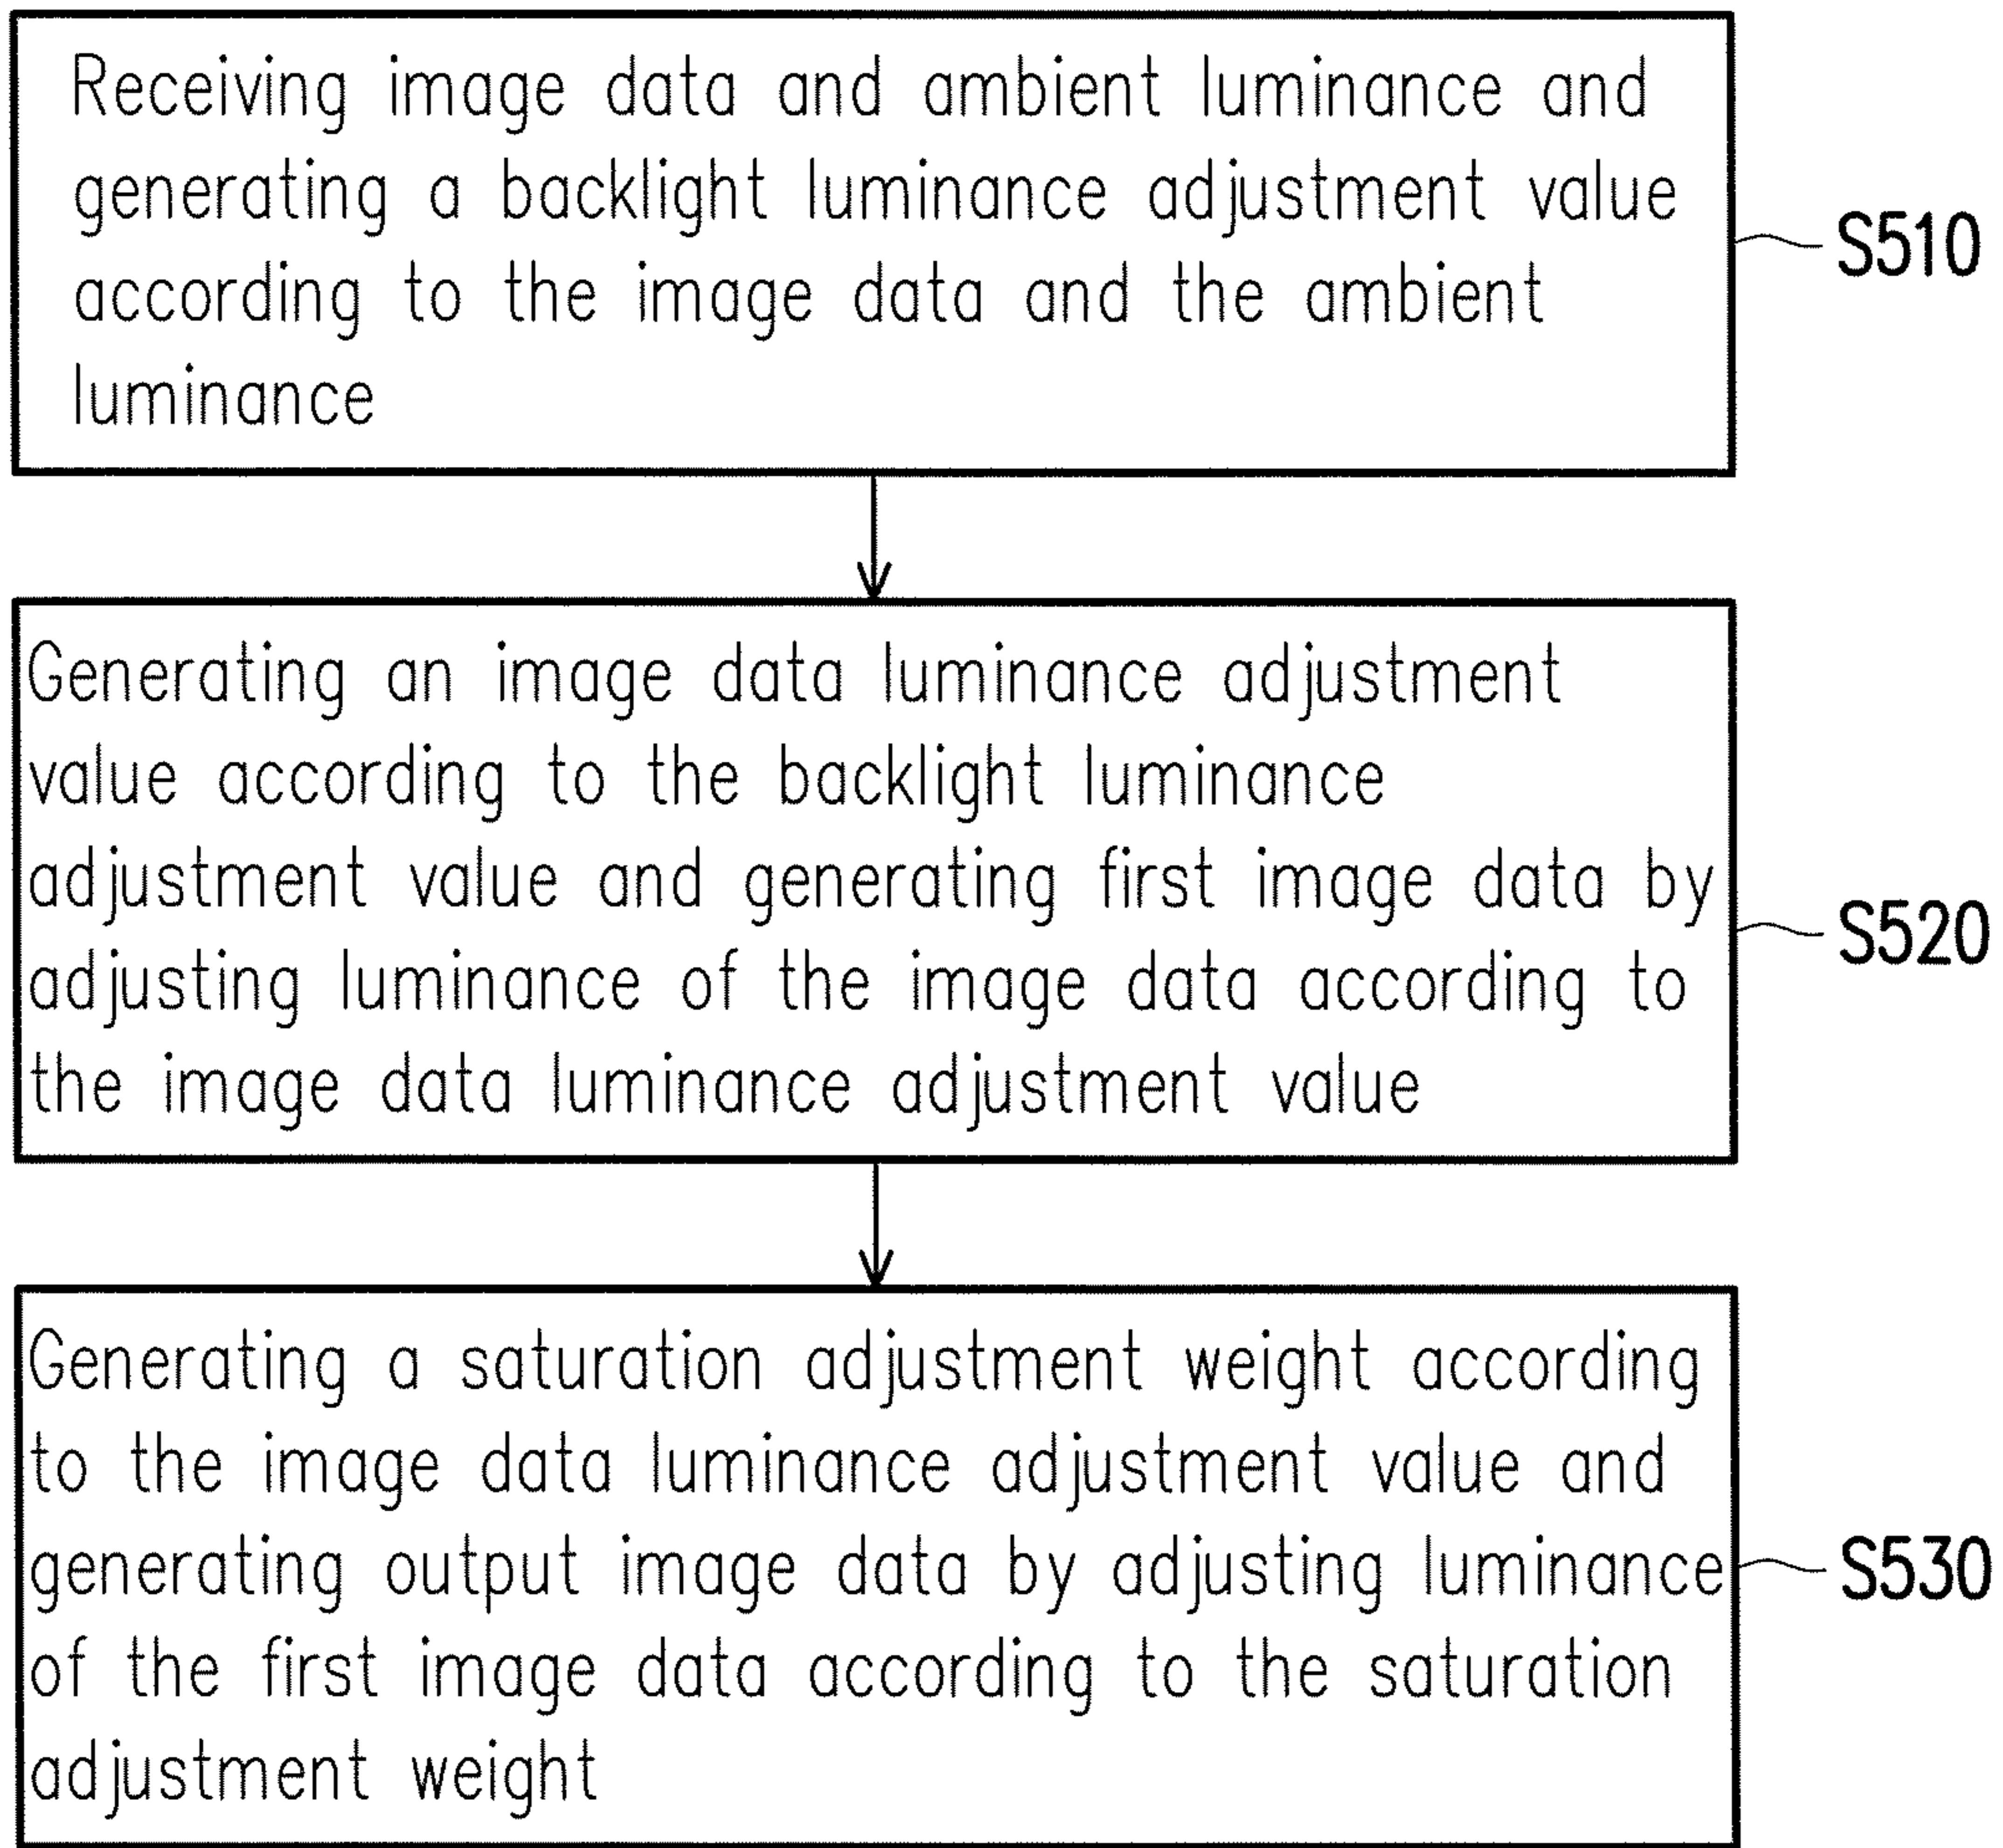 Receiving image data and ambient luminance and
generating a backlight luminance adjustment value
according to the image data and the ambient
luminance
S510
Generating an image data luminance adjustment
value according to the backlight luminance
adjustment value and generating first image data by
adjusting luminance of the image data according to
the image data luminance adjustment value
S520
Generating a saturation adjustment weight according
to the image data luminance adjustment value and
generating output image data by adjusting luminance
of the first image data according to the saturation
adjustment weight
S530